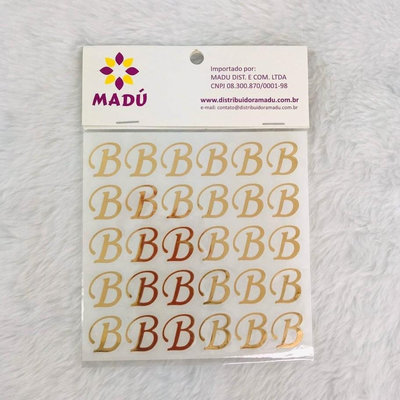 MADÚ
Importado por:
MADU DIST. E COM. LTDA
CNPJ 08.300.870/0001-98
www.distribuidoramadu.com.br
e-mail: contato@distribuidoramadu.com.br
B B B B B B
B B B B B B
B B B B B B
B B B B B B
B B B B B B